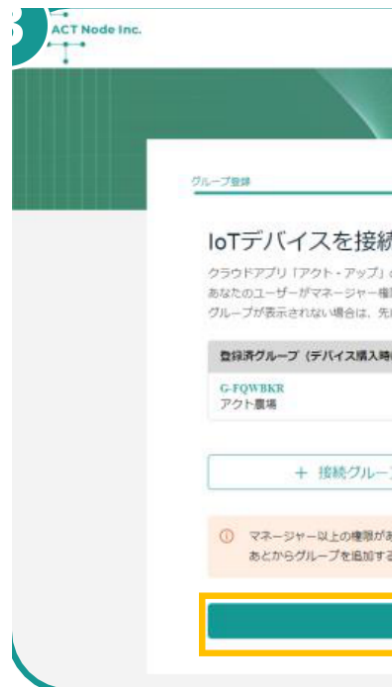 3
ACT Node Inc.
グループ登録
IoTデバイスを接続
クラウドアプリ「アクト・アップ」の
あなたのユーザーがマネージャー権
グループが表示されない場合は、先
登録済グループ（デバイス購入時
G-FQWBKR
アクト農場
＋ 接続グルー
マネージャー以上の権限があ
あとからグループを追加する